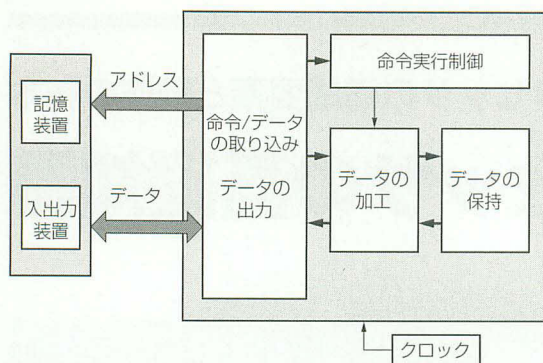 アドレス
記憶
装置
データ
入出力
装置
命令/データ
の取り込み
データの
出力
命令実行制御
データの
加工
データの
保持
クロック